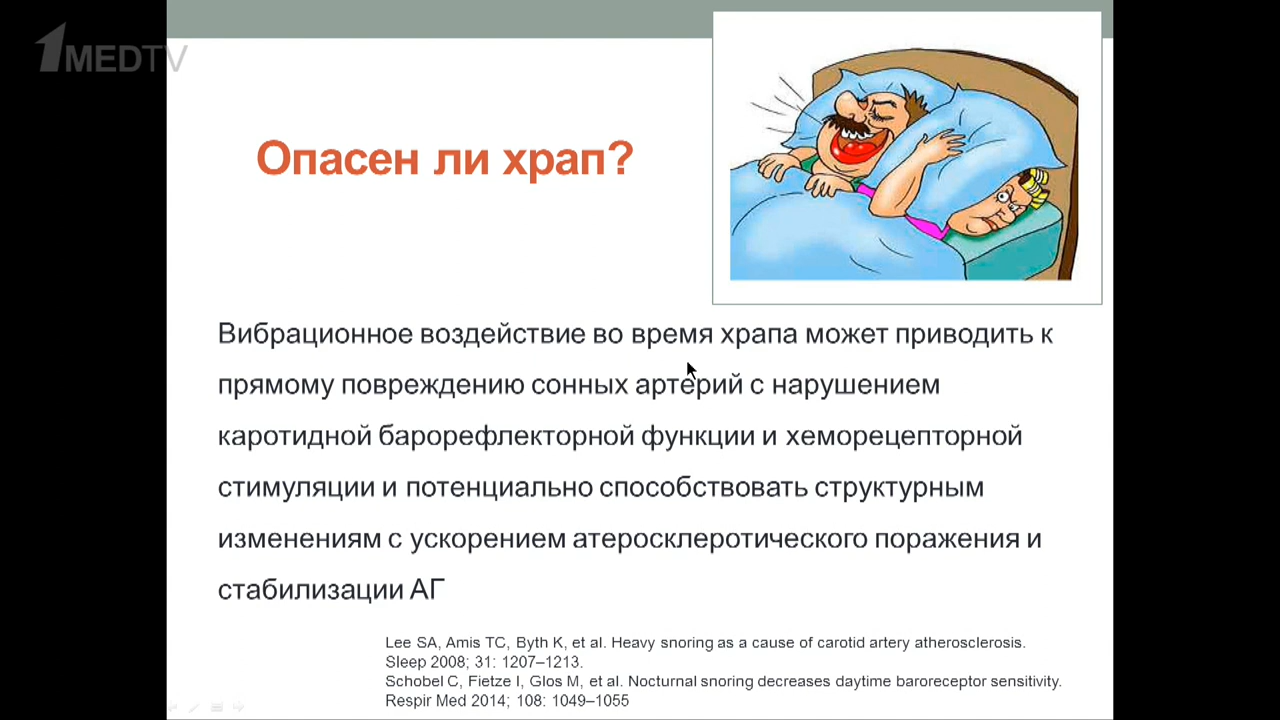 1MEDTV
Опасен ли храп?
Вибрационное воздействие во время храпа может приводить к
прямому повреждению сонных артерий с нарушением
каротидной барорефлекторной функции и хеморецепторной
стимуляции и потенциально способствовать структурным
изменениям с ускорением атеросклеротического поражения и
стабилизации АГ
Lee SA, Amis TC, Byth K, et al. Heavy snoring as a cause of carotid artery atherosclerosis.
Sleep 2008; 31: 1207–1213.
Schobel C, Fietze I, Glos M, et al. Nocturnal snoring decreases daytime baroreceptor sensitivity.
Respir Med 2014; 108: 1049–1055